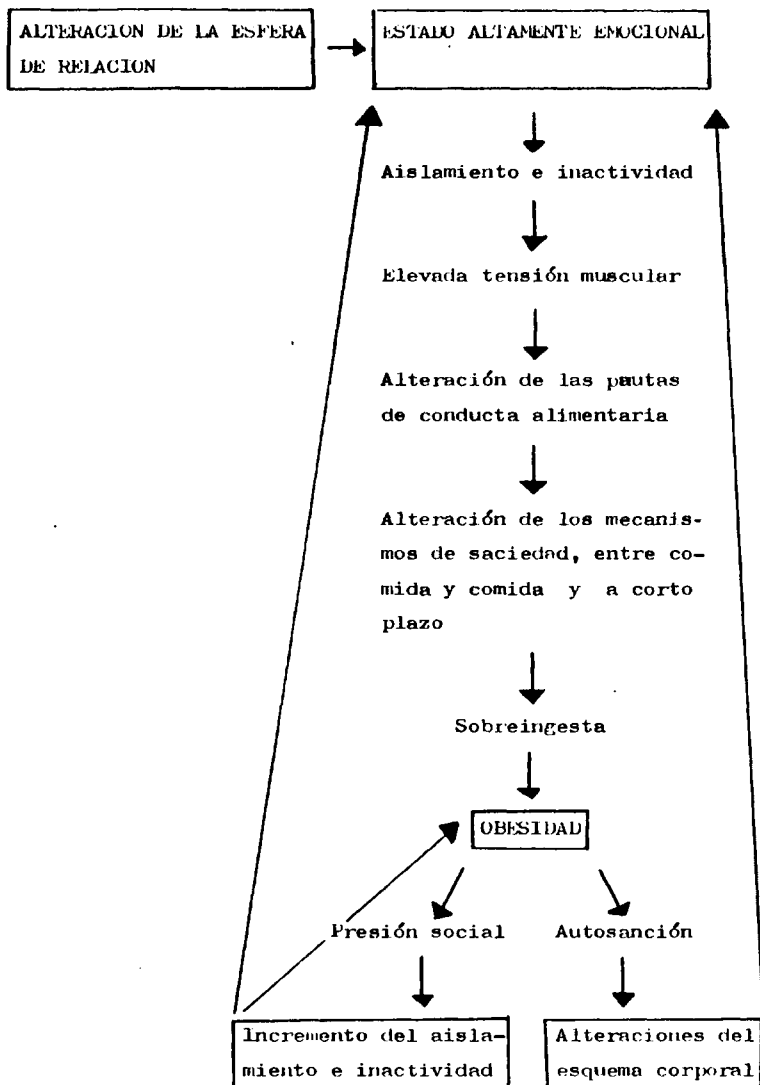 ALTERACION DE LA ESFERA
DE RELACION
ESTADO ALTAMENTE EMOCIONAL
Aislamiento e inactividad
Elevada tensión muscular
Alteración de las pautas
de conducta alimentaria
Alteración de los mecanis-
mos de saciedad, entre co-
mida y comida y a corto
plazo
Sobreingesta
OBESIDAD
Presión social
Autosanción
Incremento del aisla-
miento e inactividad
Alteraciones del
esquema corporal